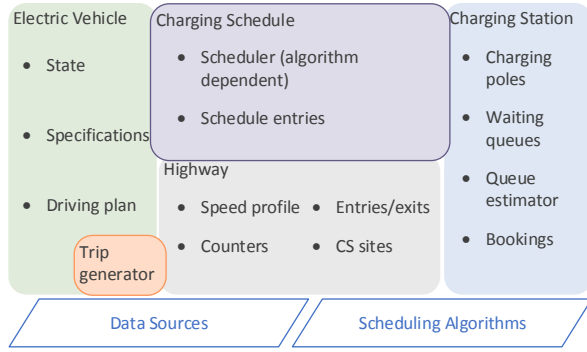 Electric Vehicle
• State
• Specifications
• Driving plan
Trip
generator
Charging Schedule
• Scheduler (algorithm
dependent)
• Schedule entries
Highway
• Speed profile
• Counters
• Entries/exits
• CS sites
Charging Station
• Charging
poles
• Waiting
queues
• Queue
estimator
• Bookings
Data Sources
Scheduling Algorithms